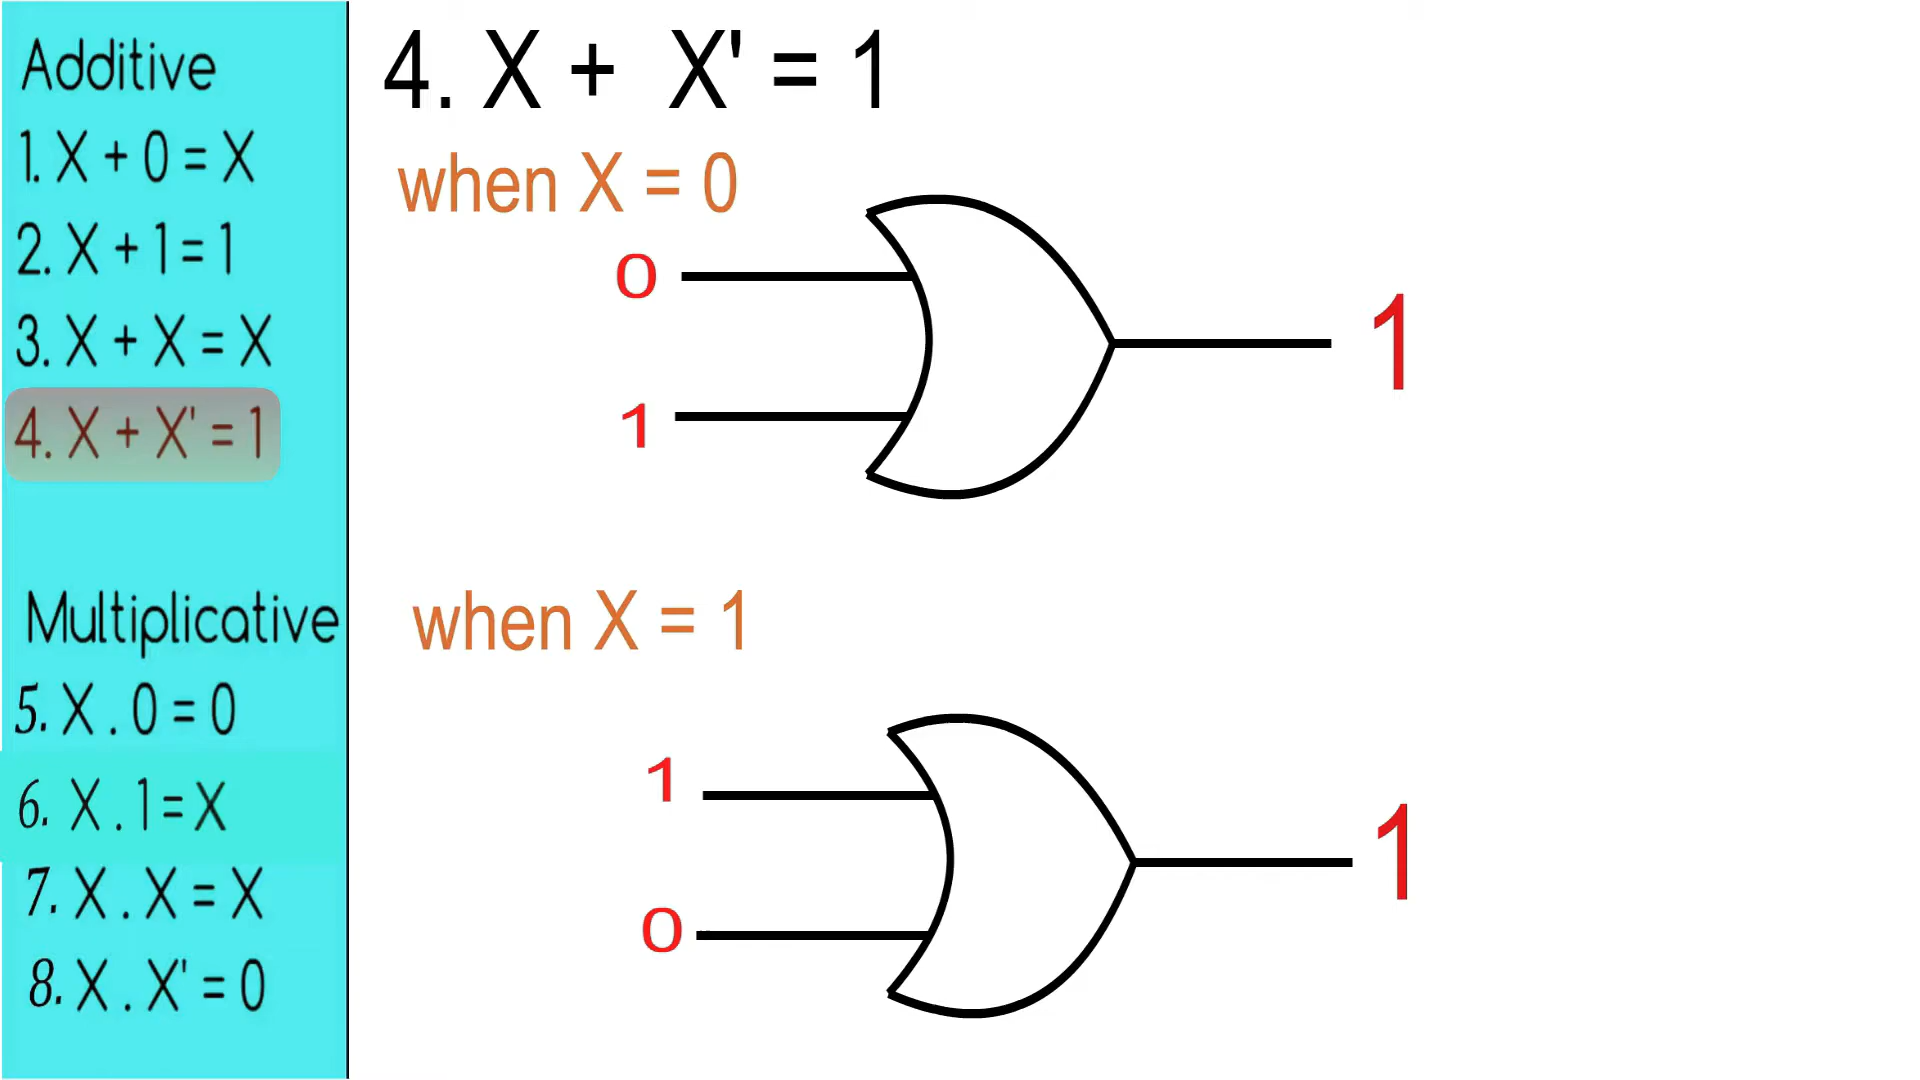 Additive
1. X + 0 = X
2. X + 1 = 1
3. X + X = X
4. X + X' = 1
Multiplicative
5. X . 0 = 0
6. X . 1 = X
7. X . X = X
8. X . X' = 0
4. X + X' = 1
when X = 0
0
1
1
when X = 1
1
0
1